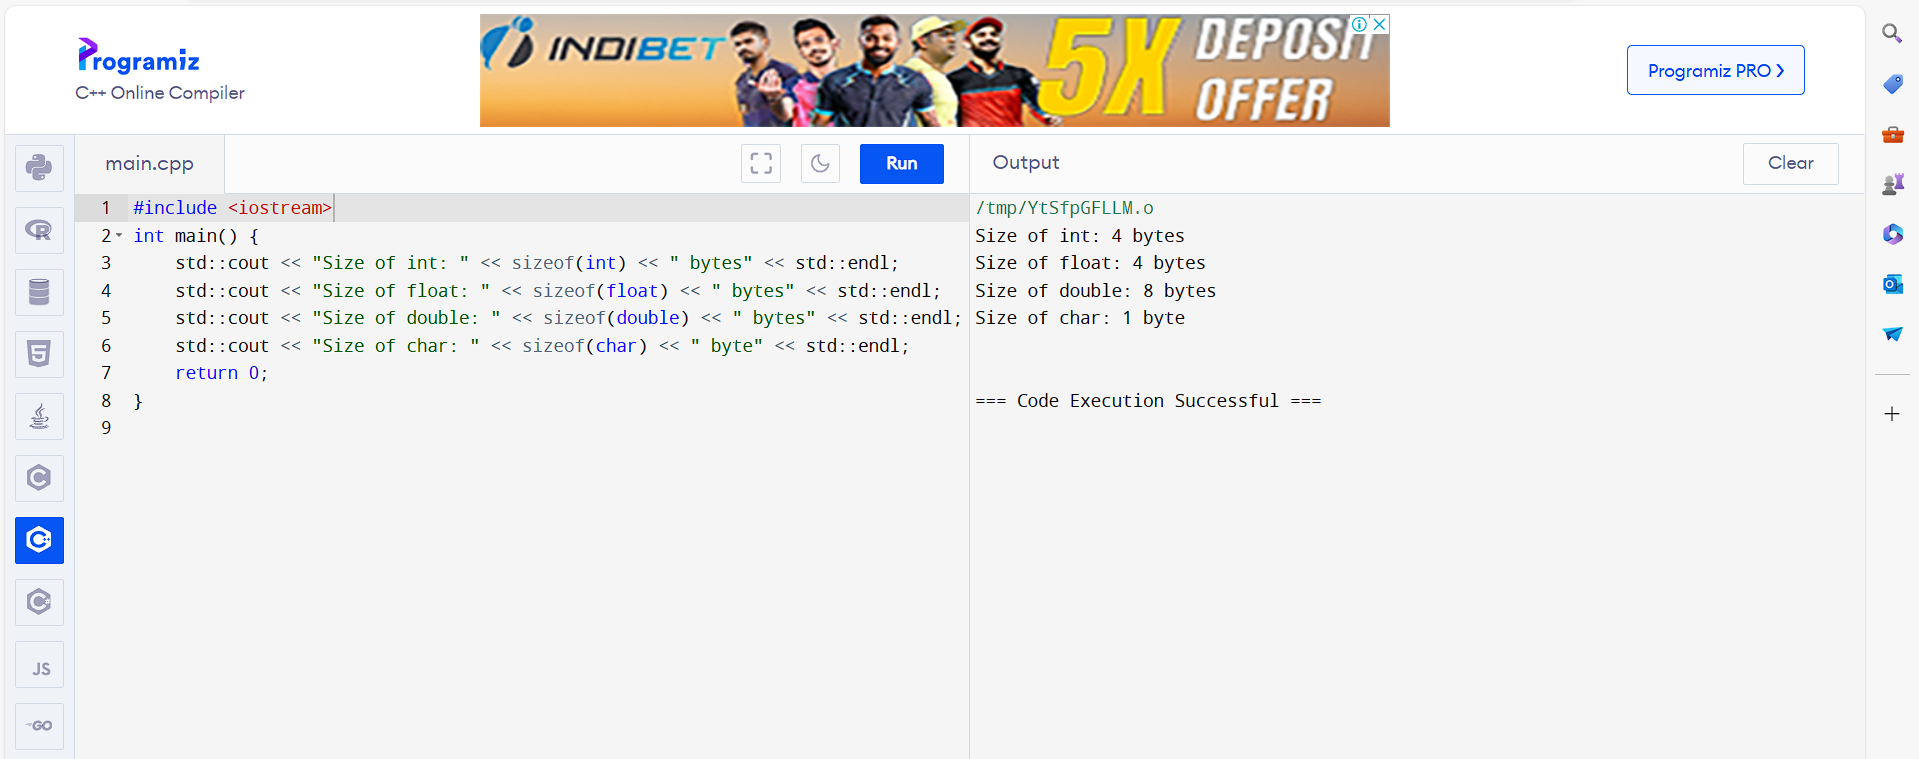 Programiz
C++ Online Compiler
INDIBET
5X
DEPOSIT
OFFER
Programiz PRO
main.cpp
Run
Output
Clear
1 #include <iostream>
2 int main() {
3 std::cout << "Size of int: " << sizeof(int) << " bytes" << std::endl;
4 std::cout << "Size of float: " << sizeof(float) << " bytes" << std::endl;
5 std::cout << "Size of double: " << sizeof(double) << " bytes" << std::endl;
6 std::cout << "Size of char: " << sizeof(char) << " byte" << std::endl;
7 return 0;
8 }
9
/tmp/YtSfpGFLLM.o
Size of int: 4 bytes
Size of float: 4 bytes
Size of double: 8 bytes
Size of char: 1 byte
=== Code Execution Successful ===
R
5
C
C++
C#
JS
GO